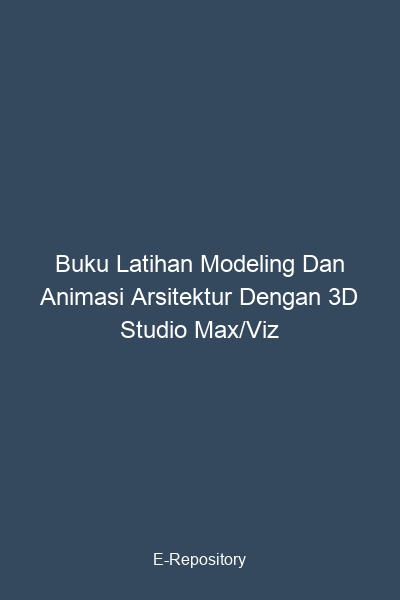 Buku Latihan Modeling Dan
Animasi Arsitektur Dengan 3D
Studio Max/Viz
E-Repository